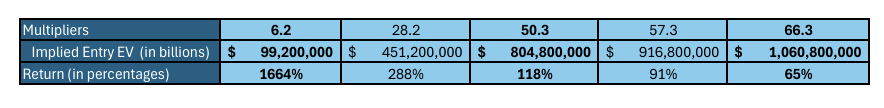 Multipliers 6.2 28.2 50.3 57.3 66.3
Implied Entry EV (in billions) $ 99,200,000 $ 451,200,000 $ 804,800,000 $ 916,800,000 $ 1,060,800,000
Return (in percentages) 1664% 288% 118% 91% 65%